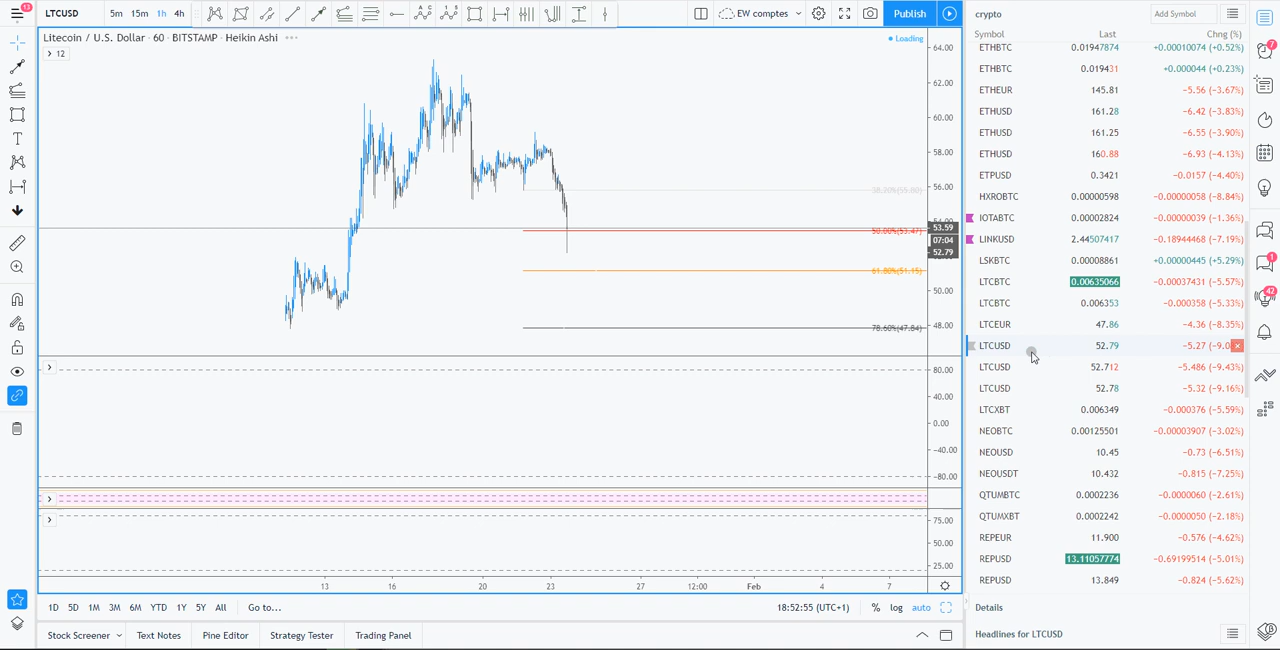 13
LTCUSD 5m 15m 1h 4h EW comptes Publish
Litecoin / U.S. Dollar · 60 · BITSTAMP · Heikin Ashi
Loading
12
64.00
62.00
60.00
58.00
56.00
38.20%(55.80)
54.00
53.59
50.00%(53.47)
07:04
52.79
61.80%(51.15)
50.00
48.00
78.60%(47.84)
80.00
40.00
0.00
−40.00
−80.00
75.00
50.00
25.00
13 16 20 23 27 12:00 Feb 4 7
1D 5D 1M 3M 6M YTD 1Y 5Y All Go to... 18:52:55 (UTC+1) % log auto
Stock Screener Text Notes Pine Editor Strategy Tester Trading Panel
crypto Add Symbol
Symbol Last Chng (%)
ETHBTC 0.01947874 +0.00010074 (+0.52%)
ETHBTC 0.019431 +0.000044 (+0.23%)
ETHEUR 145.81 −5.56 (−3.67%)
ETHUSD 161.28 −6.42 (−3.83%)
ETHUSD 161.25 −6.55 (−3.90%)
ETHUSD 160.88 −6.93 (−4.13%)
ETPUSD 0.3421 −0.0157 (−4.40%)
HXROBTC 0.00000598 −0.00000058 (−8.84%)
IOTABTC 0.00002824 −0.00000039 (−1.36%)
LINKUSD 2.44507417 −0.18944468 (−7.19%)
LSKBTC 0.00008861 +0.00000445 (+5.29%)
LTCBTC 0.00635066 −0.00037431 (−5.57%)
LTCBTC 0.006353 −0.000358 (−5.33%)
LTCEUR 47.86 −4.36 (−8.35%)
LTCUSD 52.79 −5.27 (−9.0
LTCUSD 52.712 −5.486 (−9.43%)
LTCUSD 52.78 −5.32 (−9.16%)
LTCXBT 0.006349 −0.000376 (−5.59%)
NEOBTC 0.00125501 −0.00003907 (−3.02%)
NEOUSD 10.45 −0.73 (−6.51%)
NEOUSDT 10.432 −0.815 (−7.25%)
QTUMBTC 0.0002236 −0.0000060 (−2.61%)
QTUMXBT 0.0002242 −0.0000050 (−2.18%)
REPEUR 11.900 −0.576 (−4.62%)
REPUSD 13.11057774 −0.69199514 (−5.01%)
REPUSD 13.849 −0.824 (−5.62%)
Details
Headlines for LTCUSD
7
1
42